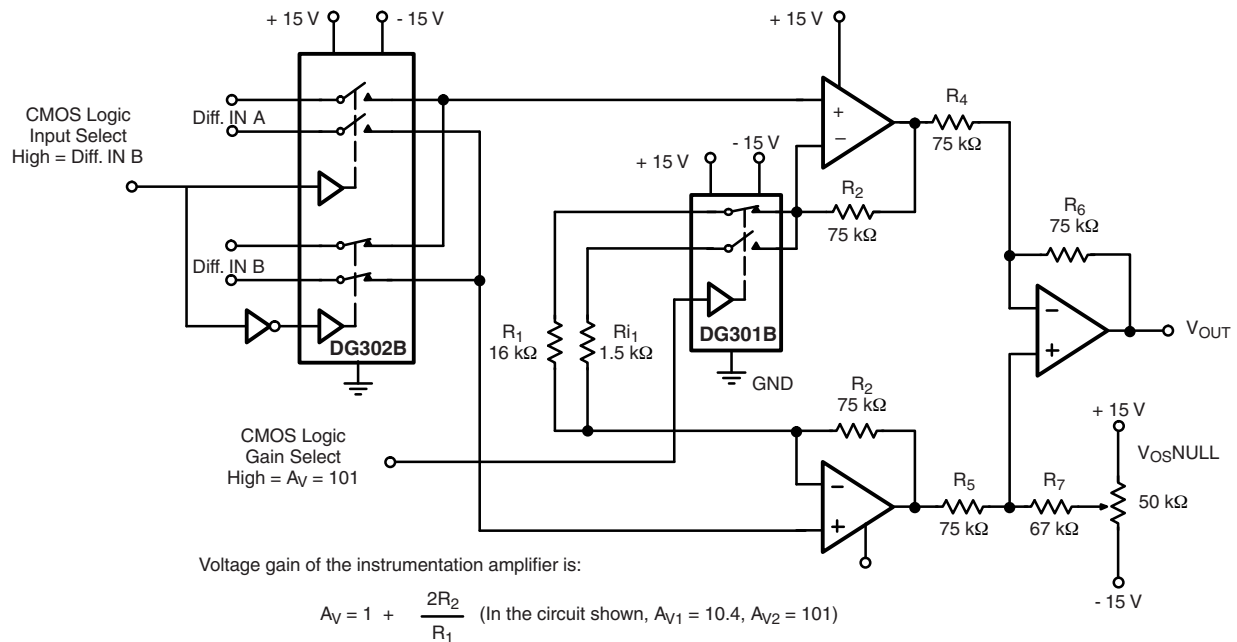 + 15 V
- 15 V
+ 15 V
CMOS Logic
Input Select
High = Diff. IN B
Diff. IN A
+
−
R4
75 kΩ
+ 15 V
- 15 V
R2
75 kΩ
R6
75 kΩ
Diff. IN B
DG302B
R1
16 kΩ
Ri1
1.5 kΩ
DG301B
GND
−
+
VOUT
R2
75 kΩ
CMOS Logic
Gain Select
High = AV = 101
+ 15 V
VOSNULL
−
+
R5
75 kΩ
R7
67 kΩ
50 kΩ
- 15 V
Voltage gain of the instrumentation amplifier is:
AV = 1 + 2R2/R1 (In the circuit shown, AV1 = 10.4, AV2 = 101)